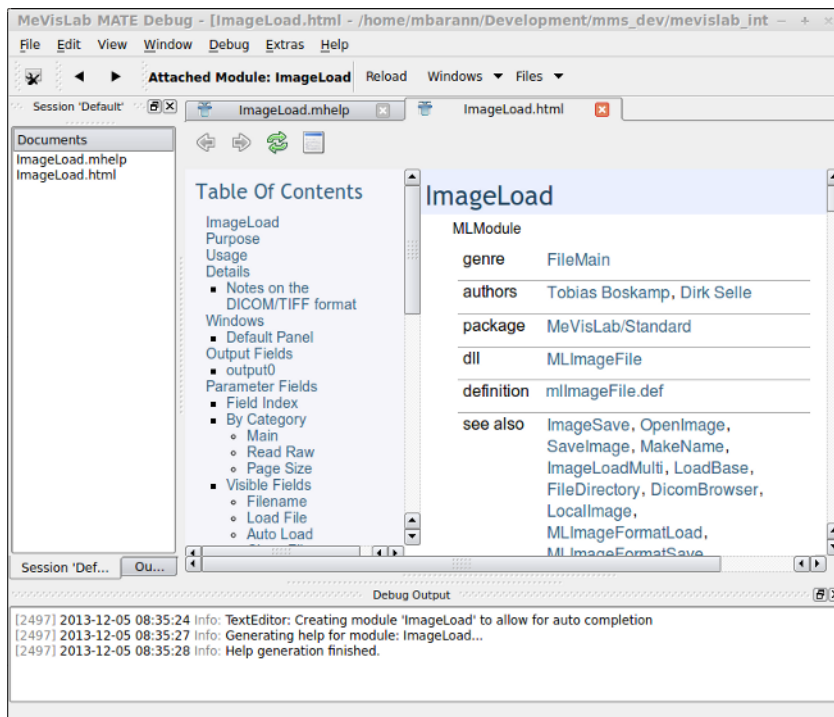 MeVisLab MATE Debug - [ImageLoad.html - /home/mbarann/Development/mms_dev/mevislab_int
File Edit View Window Debug Extras Help
Attached Module: ImageLoad Reload Windows Files
Session 'Default'
ImageLoad.mhelp
ImageLoad.html
Documents
ImageLoad.mhelp
ImageLoad.html
Table Of Contents
ImageLoad
Purpose
Usage
Details
Notes on the
DICOM/TIFF format
Windows
Default Panel
Output Fields
output0
Parameter Fields
Field Index
By Category
Main
Read Raw
Page Size
Visible Fields
Filename
Load File
Auto Load
ImageLoad
MLModule
genre FileMain
authors Tobias Boskamp, Dirk Selle
package MeVisLab/Standard
dll MLImageFile
definition mlImageFile.def
see also ImageSave, OpenImage,
SaveImage, MakeName,
ImageLoadMulti, LoadBase,
FileDirectory, DicomBrowser,
LocalImage,
MLImageFormatLoad,
MLImageFormatSave
Session 'Def... Ou...
Debug Output
[2497] 2013-12-05 08:35:24 Info: TextEditor: Creating module 'ImageLoad' to allow for auto completion
[2497] 2013-12-05 08:35:27 Info: Generating help for module: ImageLoad...
[2497] 2013-12-05 08:35:28 Info: Help generation finished.